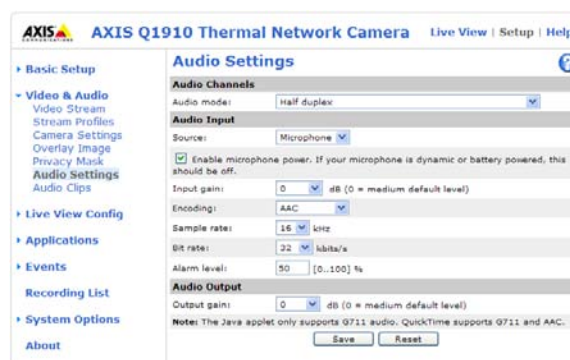 AXIS
COMMUNICATIONS
AXIS Q1910 Thermal Network Camera
Live View | Setup | Help
Basic Setup
Video & Audio
Video Stream
Stream Profiles
Camera Settings
Overlay Image
Privacy Mask
Audio Settings
Audio Clips
Live View Config
Applications
Events
Recording List
System Options
About
Audio Settings
?
Audio Channels
Audio mode: Half duplex
Audio Input
Source: Microphone
Enable microphone power. If your microphone is dynamic or battery powered, this
should be off.
Input gain: 0 dB (0 = medium default level)
Encoding: AAC
Sample rate: 16 kHz
Bit rate: 32 kbits/s
Alarm level: 50 [0..100] %
Audio Output
Output gain: 0 dB (0 = medium default level)
Note: The Java applet only supports G711 audio. QuickTime supports G711 and AAC.
Save Reset